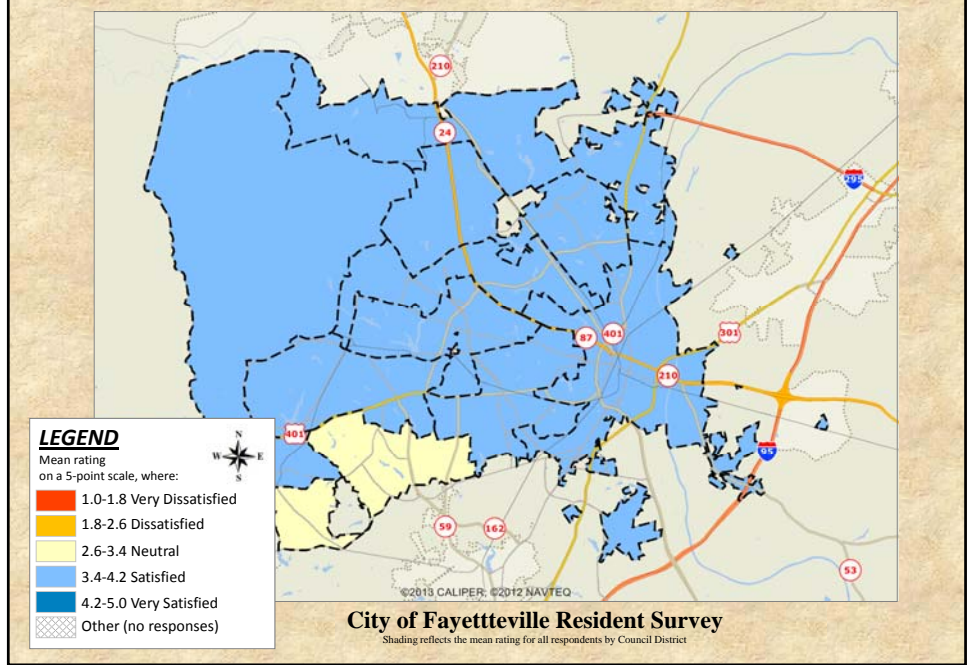 210
24
295
87
401
301
210
401
95
59
162
53
LEGEND
Mean rating
on a 5-point scale, where:
N
W E
S
1.0-1.8 Very Dissatisfied
1.8-2.6 Dissatisfied
2.6-3.4 Neutral
3.4-4.2 Satisfied
4.2-5.0 Very Satisfied
Other (no responses)
©2013 CALIPER; ©2012 NAVTEQ
City of Fayettteville Resident Survey
Shading reflects the mean rating for all respondents by Council District